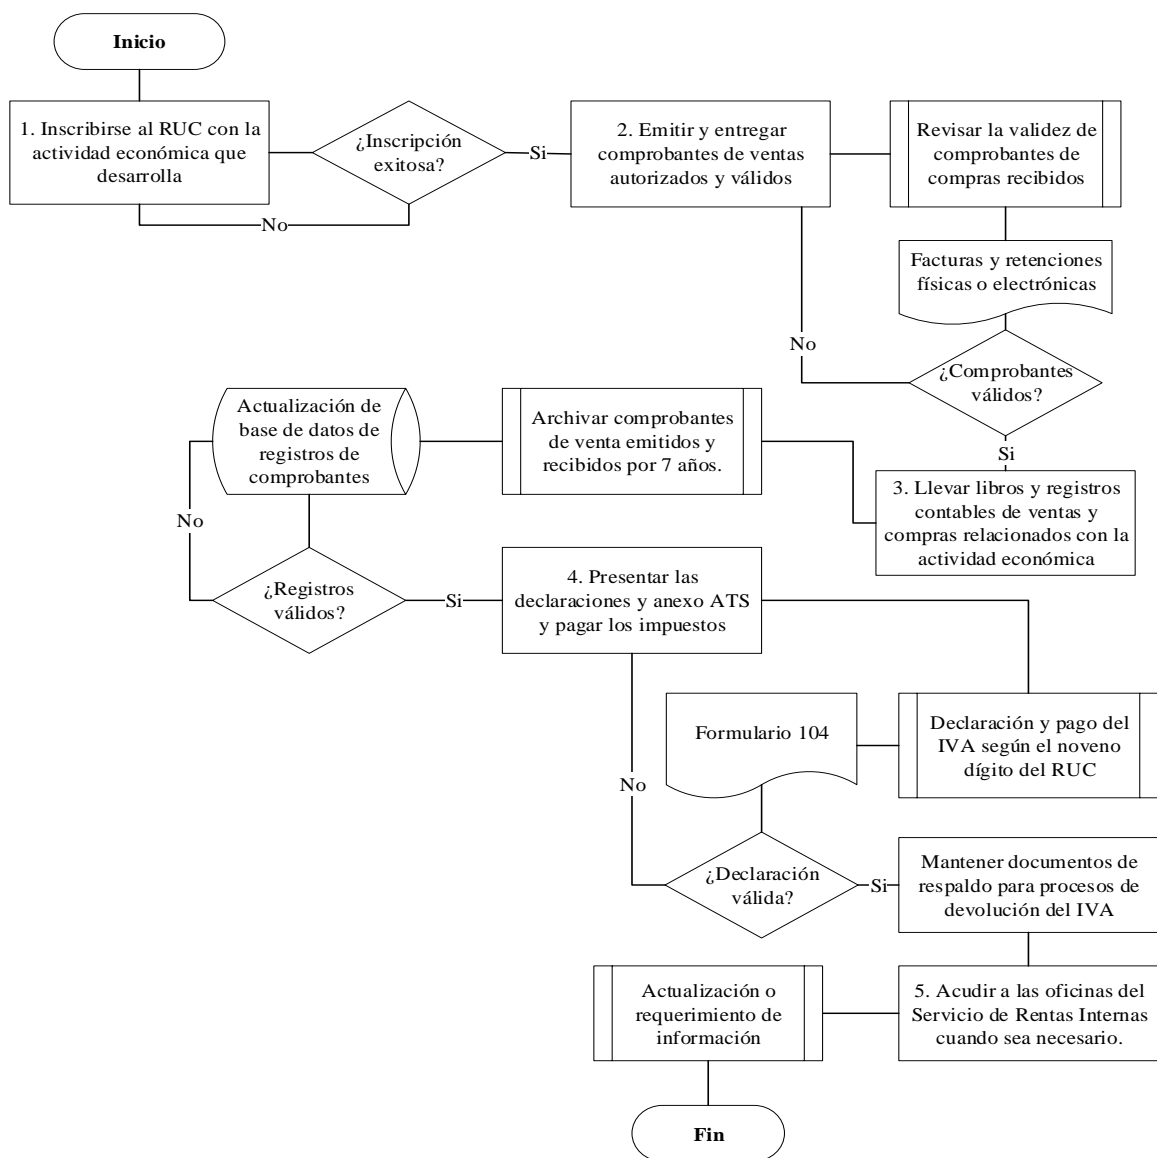 Inicio
1. Inscribirse al RUC con la
actividad económica que
desarrolla
¿Inscripción
exitosa?
Si
No
2. Emitir y entregar
comprobantes de ventas
autorizados y válidos
Revisar la validez de
comprobantes de
compras recibidos
Facturas y retenciones
físicas o electrónicas
No
¿Comprobantes
válidos?
Si
3. Llevar libros y registros
contables de ventas y
compras relacionados con la
actividad económica
Archivar comprobantes
de venta emitidos y
recibidos por 7 años.
Actualización de
base de datos de
registros de
comprobantes
No
¿Registros
válidos?
Si
4. Presentar las
declaraciones y anexo ATS
y pagar los impuestos
Declaración y pago del
IVA según el noveno
dígito del RUC
Formulario 104
No
¿Declaración
válida?
Si
Mantener documentos de
respaldo para procesos de
devolución del IVA
5. Acudir a las oficinas del
Servicio de Rentas Internas
cuando sea necesario.
Actualización o
requerimiento de
información
Fin